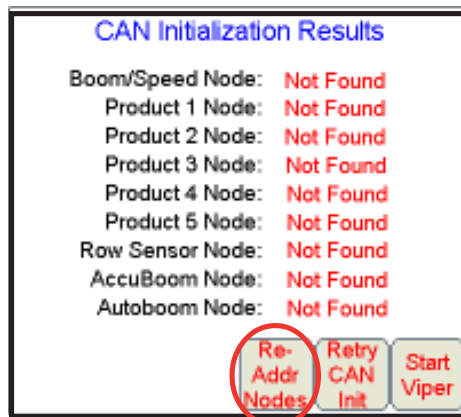 CAN Initialization Results
Boom/Speed Node: Not Found
Product 1 Node: Not Found
Product 2 Node: Not Found
Product 3 Node: Not Found
Product 4 Node: Not Found
Product 5 Node: Not Found
Row Sensor Node: Not Found
AccuBoom Node: Not Found
Autoboom Node: Not Found
Re-
Addr
Nodes
Retry
CAN
Init
Start
Viper